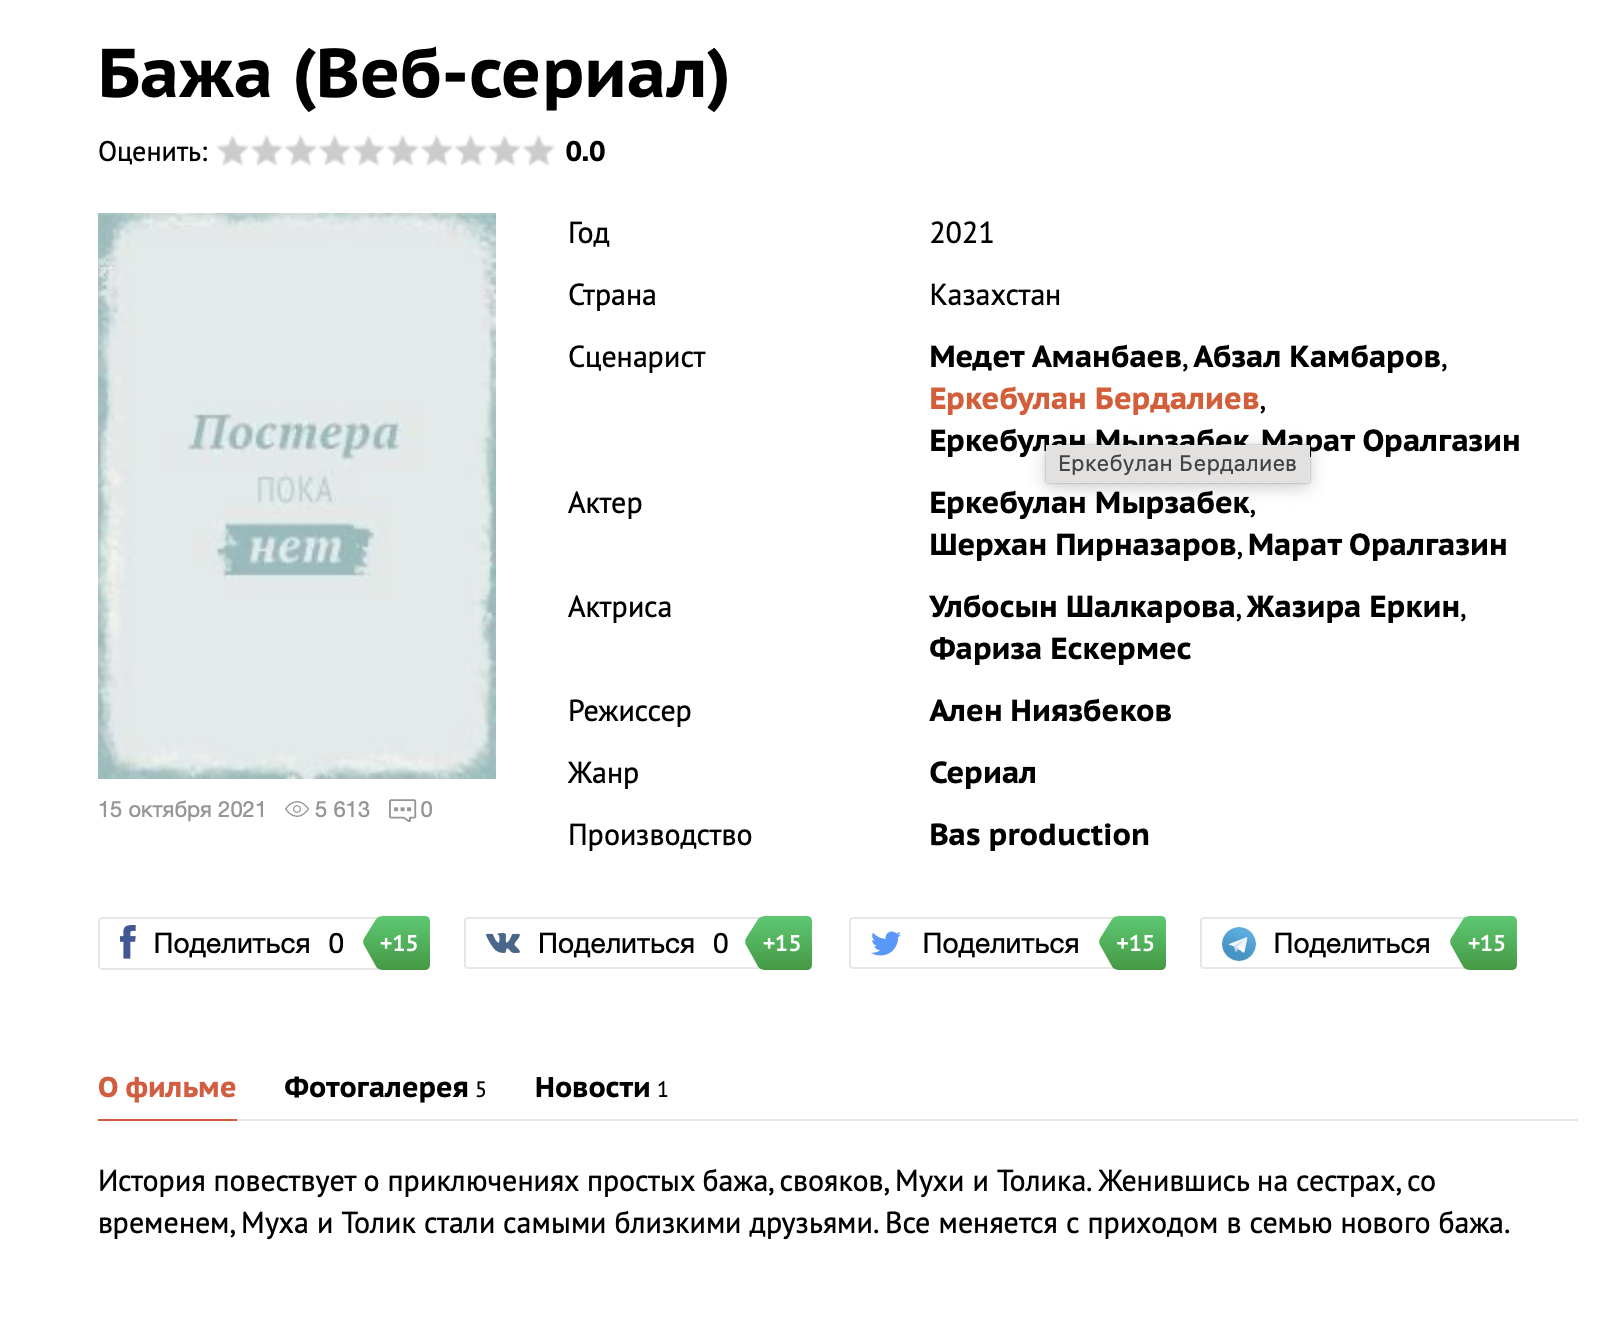 Бажа (Веб-сериал)
Оценить: 0.0
Постера
ПОКА
нет
15 октября 2021 5 613 0
Год 2021
Страна Казахстан
Сценарист Медет Аманбаев, Абзал Камбаров,
Еркебулан Бердалиев,
Еркебулан Мырзабек, Марат Оралгазин
Еркебулан Бердалиев
Актер Еркебулан Мырзабек,
Шерхан Пирназаров, Марат Оралгазин
Актриса Улбосын Шалкарова, Жазира Еркин,
Фариза Ескермес
Режиссер Ален Ниязбеков
Жанр Сериал
Производство Bas production
Поделиться 0 +15 Поделиться 0 +15 Поделиться +15 Поделиться +15
О фильме Фотогалерея 5 Новости 1
История повествует о приключениях простых бажа, свояков, Мухи и Толика. Женившись на сестрах, со
временем, Муха и Толик стали самыми близкими друзьями. Все меняется с приходом в семью нового бажа.